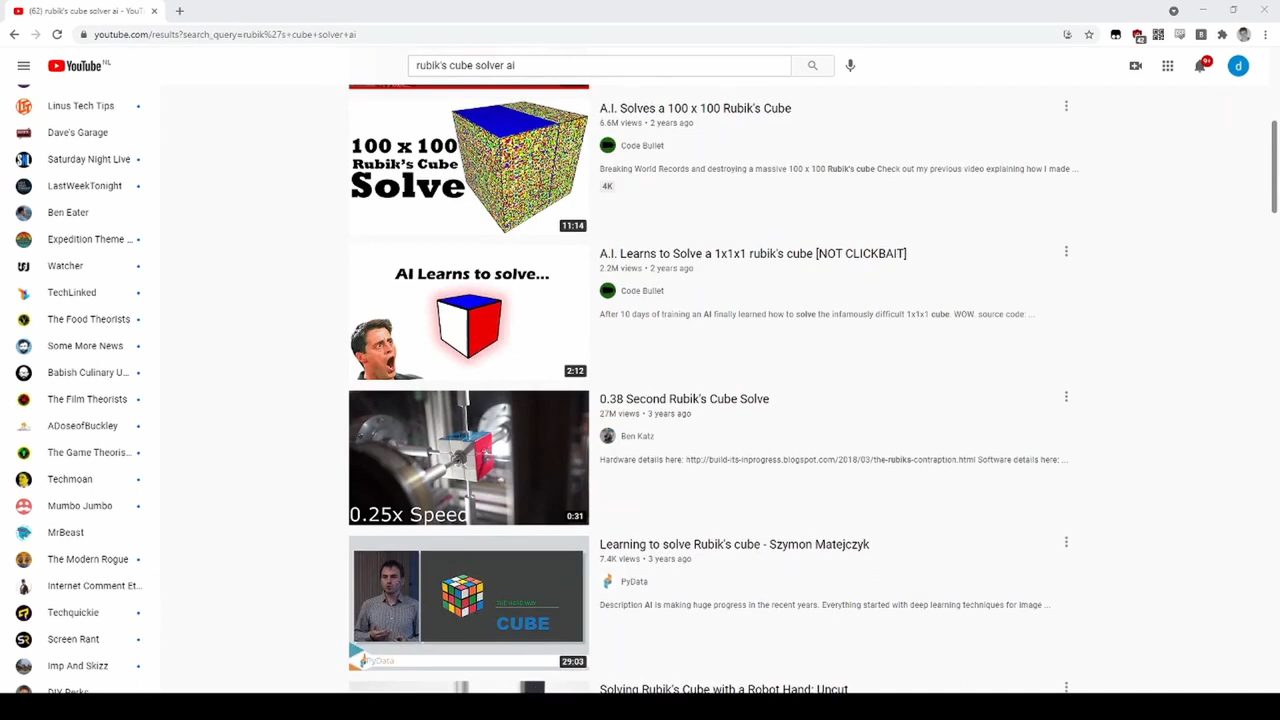 (62) rubik's cube solver ai - YouT
youtube.com/results?search_query=rubik%27s+cube+solver+ai
42
YouTube NL
rubik's cube solver ai
9+
d
Linus Tech Tips
Dave's Garage
Saturday Night Live
LastWeekTonight
Ben Eater
Expedition Theme ...
Watcher
TechLinked
The Food Theorists
Some More News
Babish Culinary U...
The Film Theorists
ADoseofBuckley
The Game Theoris...
Techmoan
Mumbo Jumbo
MrBeast
The Modern Rogue
Internet Comment Et...
Techquickie
Screen Rant
Imp And Skizz
DIY Perks
100 x 100
Rubik's Cube
Solve
11:14
A.I. Solves a 100 x 100 Rubik's Cube
6.6M views • 2 years ago
Code Bullet
Breaking World Records and destroying a massive 100 x 100 Rubik's cube Check out my previous video explaining how I made ...
4K
AI Learns to solve...
2:12
A.I. Learns to Solve a 1x1x1 rubik's cube [NOT CLICKBAIT]
2.2M views • 2 years ago
Code Bullet
After 10 days of training an AI finally learned how to solve the infamously difficult 1x1x1 cube. WOW. source code: ...
0.25x Speed
0:31
0.38 Second Rubik's Cube Solve
27M views • 3 years ago
Ben Katz
Hardware details here: http://build-its-inprogress.blogspot.com/2018/03/the-rubiks-contraption.html Software details here: ...
THE HARD WAY
CUBE
PyData
29:03
Learning to solve Rubik's cube - Szymon Matejczyk
7.4K views • 3 years ago
PyData
Description AI is making huge progress in the recent years. Everything started with deep learning techniques for image ...
Solving Rubik's Cube with a Robot Hand: Uncut